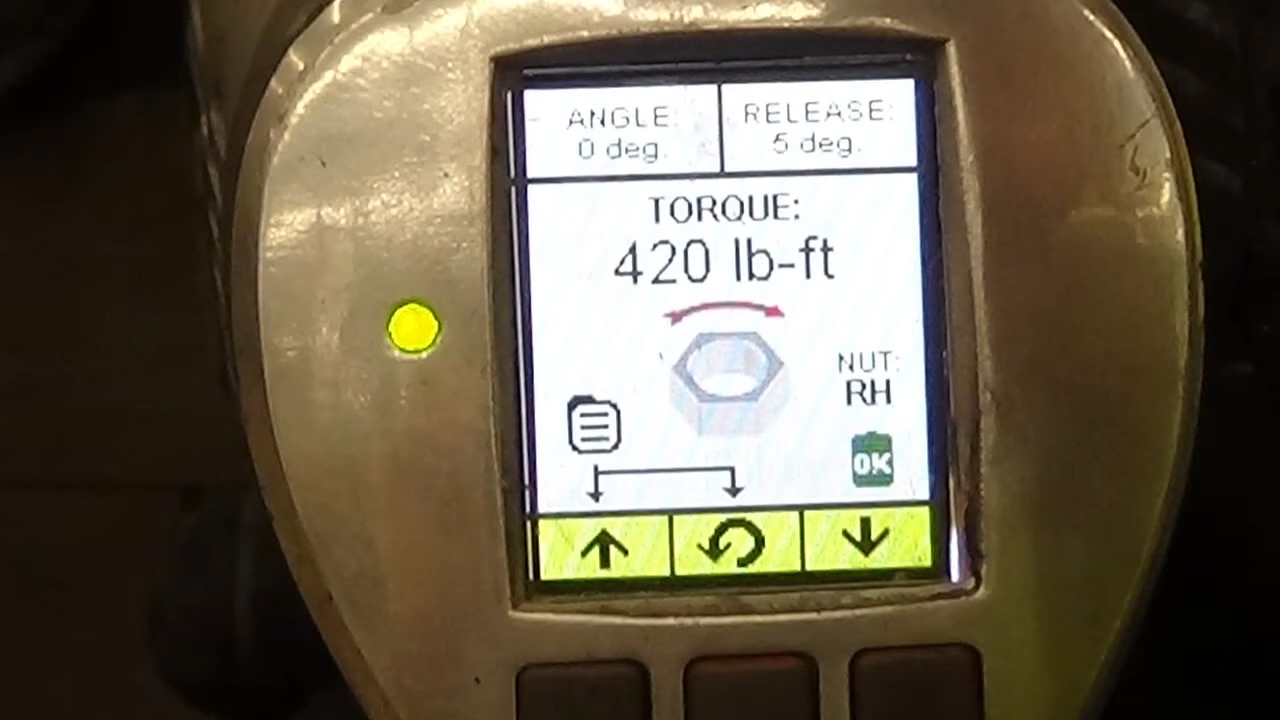 ANGLE:
0 deg.
RELEASE:
5 deg.
TORQUE:
420 lb-ft
NUT:
RH
OK